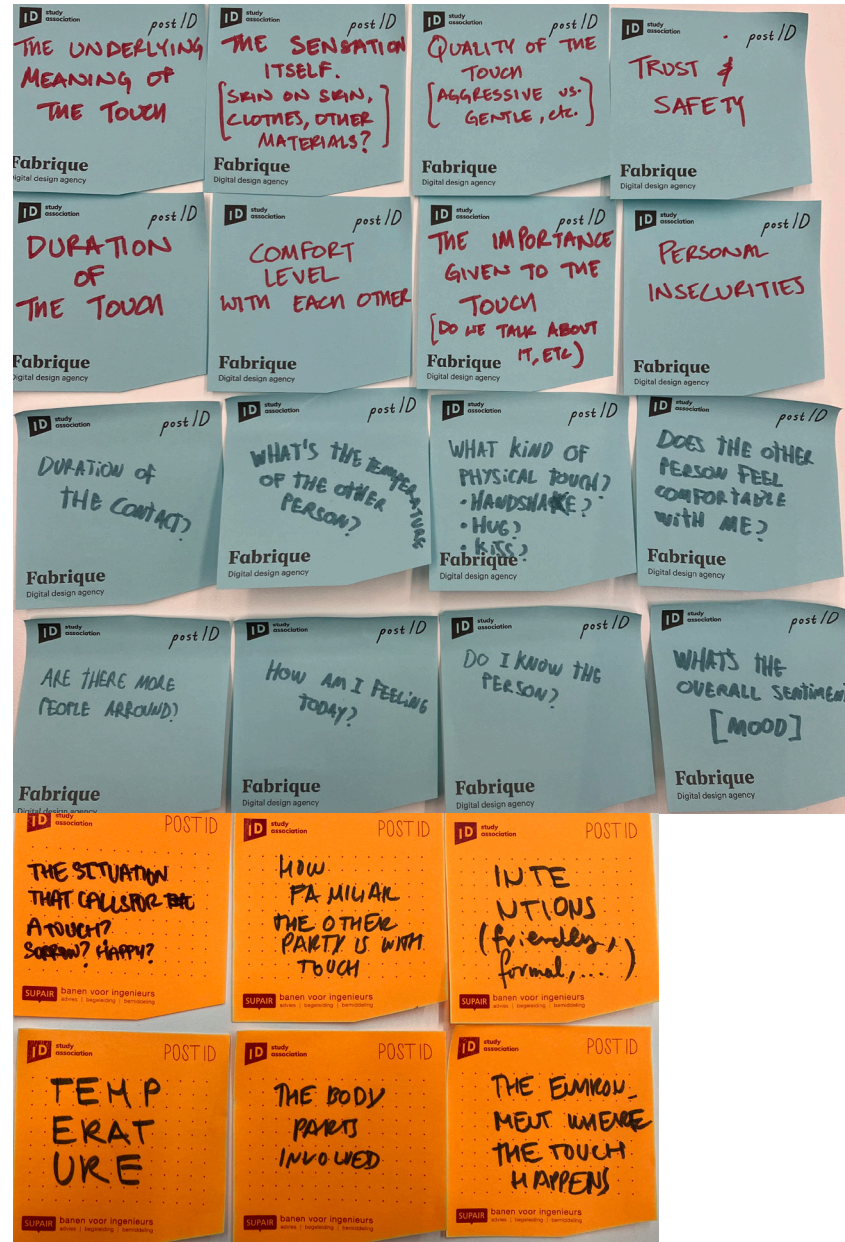 ID study association
post ID
THE UNDERLYING
MEANING OF
THE TOUCH
Fabrique
Digital design agency
ID study association
post ID
THE SENSATION
ITSELF.
[SKIN ON SKIN,
CLOTHES, OTHER
MATERIALS?]
Fabrique
Digital design agency
ID study association
post ID
QUALITY OF THE
TOUCH
[AGGRESSIVE VS.
GENTLE, etc.]
Fabrique
Digital design agency
ID study association
post ID
TRUST &
SAFETY
Fabrique
Digital design agency
ID study association
post ID
DURATION
OF
THE TOUCH
Fabrique
Digital design agency
ID study association
post ID
COMFORT
LEVEL
WITH EACH OTHER
Fabrique
Digital design agency
ID study association
post ID
THE IMPORTANCE
GIVEN TO THE
TOUCH
[DO WE TALK ABOUT
IT, ETC)
Fabrique
Digital design agency
ID study association
post ID
PERSONAL
INSECURITIES
Fabrique
Digital design agency
ID study association
post ID
DURATION OF
THE CONTACT?
Fabrique
Digital design agency
ID study association
post ID
WHAT'S THE TEMPERATURE
OF THE OTHER
PERSON?
Fabrique
Digital design agency
ID study association
post ID
WHAT KIND OF
PHYSICAL TOUCH?
• HANDSHAKE?
• HUG?
• KISS?
Fabrique
Digital design agency
ID study association
post ID
DOES THE OTHER
PERSON FEEL
COMFORTABLE
WITH ME?
Fabrique
Digital design agency
ID study association
post ID
ARE THERE MORE
PEOPLE ARROUND?
Fabrique
Digital design agency
ID study association
post ID
HOW AM I FEELING
TODAY?
Fabrique
Digital design agency
ID study association
post ID
DO I KNOW THE
PERSON?
Fabrique
Digital design agency
ID study association
post ID
WHAT'S THE
OVERALL SENTIMEN
[MOOD]
Fabrique
Digital design agency
ID study association
POST ID
THE SITUATION
THAT CALLS FOR
A TOUCH?
SORROW? HAPPY?
SUPAIR banen voor ingenieurs
advies | begeleiding | bemiddeling
ID study association
POST ID
HOW
FAMILIAR
THE OTHER
PARTY IS WITH
TOUCH
SUPAIR banen voor ingenieurs
advies | begeleiding | bemiddeling
ID study association
POST ID
INTE
NTIONS
(friendly,
formal, ... )
SUPAIR banen voor ingenieurs
advies | begeleiding | bemiddeling
ID study association
POST ID
TEMP
ERAT
URE
SUPAIR banen voor ingenieurs
advies | begeleiding | bemiddeling
ID study association
POST ID
THE BODY
PARTS
INVOLVED
SUPAIR banen voor ingenieurs
advies | begeleiding | bemiddeling
ID study association
POST ID
THE ENVIRON_
MENT WHERE
THE TOUCH
HAPPENS
SUPAIR banen voor ingenieurs
advies | begeleiding | bemiddeling